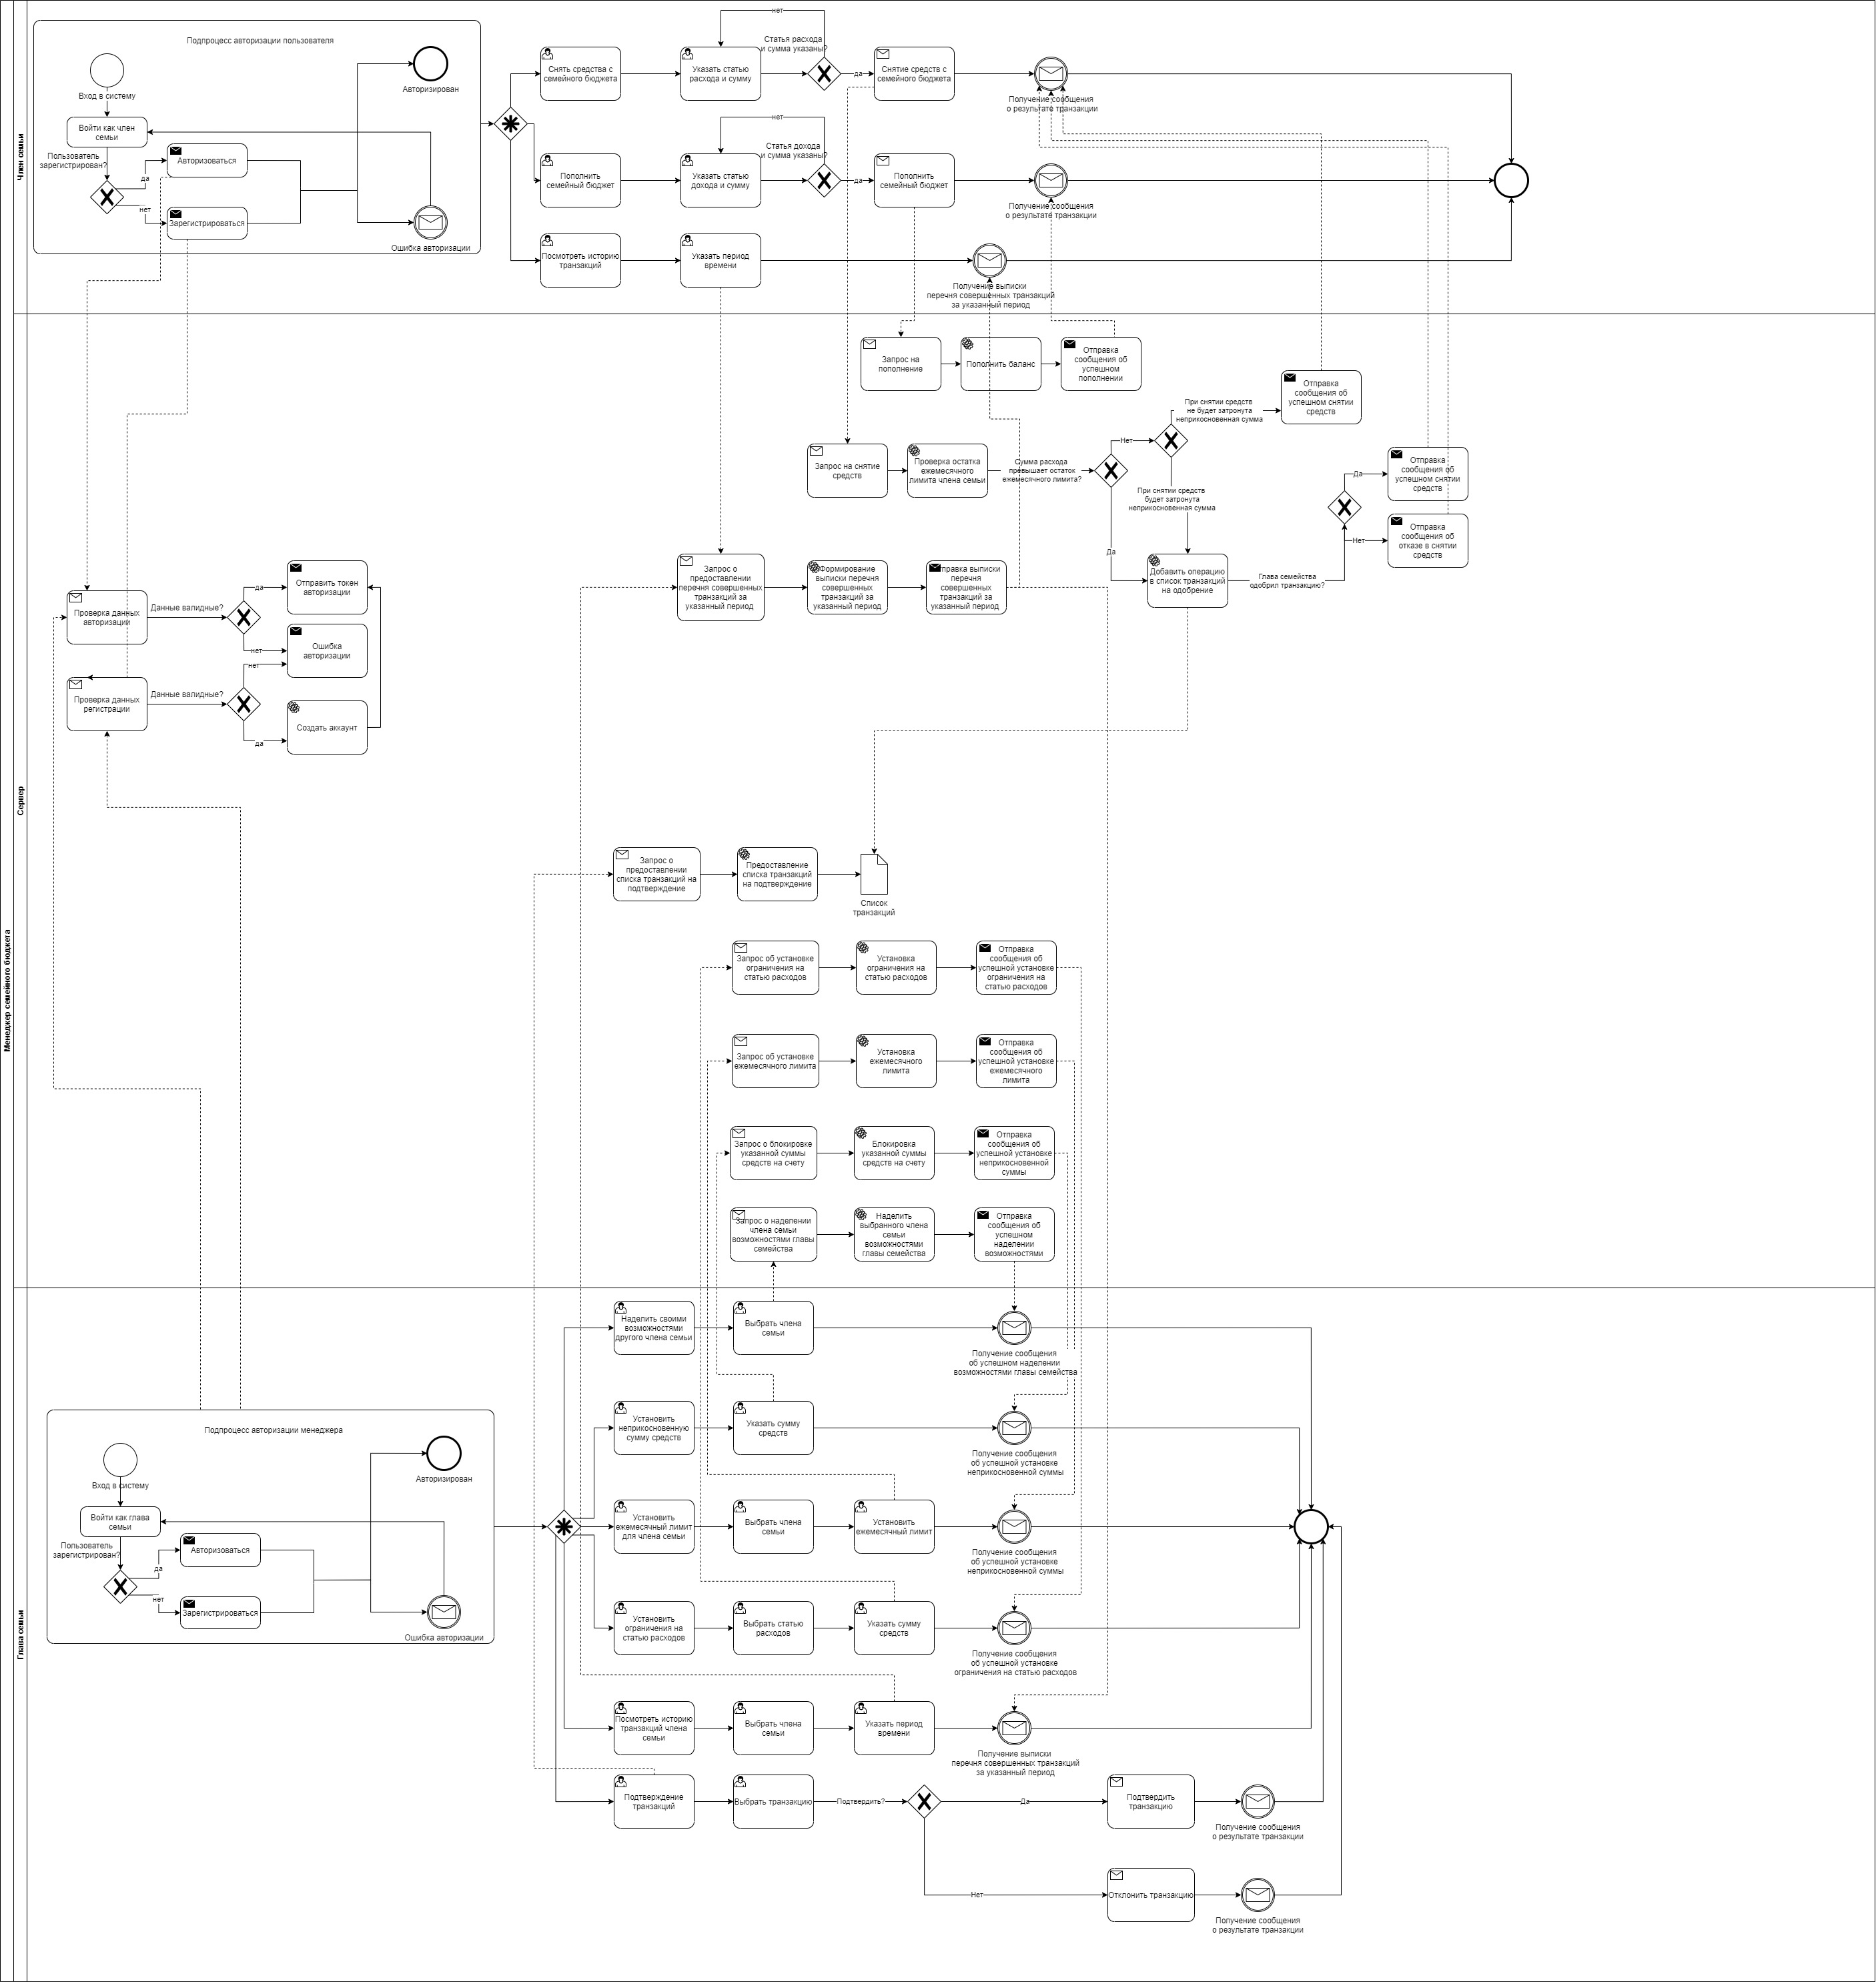 Менеджер семейного бюджета
Член семьи
Подпроцесс авторизации пользователя
Вход в систему
Войти как член
семьи
Пользователь
зарегистрирован?
да
нет
Авторизоваться
Зарегистрироваться
Авторизирован
Ошибка авторизации
Снять средства с
семейного бюджета
Указать статью
расхода и сумму
нет
Статья расхода
и сумма указаны?
да
Снятие средств с
семейного бюджета
Получение сообщения
о результате транзакции
Пополнить
семейный бюджет
Указать статью
дохода и сумму
нет
Статья дохода
и сумма указаны?
да
Пополнить
семейный бюджет
Получение сообщения
о результате транзакции
Посмотреть историю
транзакций
Указать период
времени
Получение выписки
перечня совершенных транзакций
за указанный период
Сервер
Запрос на
пополнение
Пополнить баланс
Отправка
сообщения об
успешном
пополнении
Запрос на снятие
средств
Проверка остатка
ежемесячного
лимита члена семьи
Сумма расхода
превышает остаток
ежемесячного лимита?
Нет
Да
При снятии средств
не будет затронута
неприкосновенная сумма
Отправка
сообщения об
успешном снятии
средств
При снятии средств
будет затронута
неприкосновенная сумма
Добавить операцию
в список транзакций
на одобрение
Глава семейства
одобрил транзакцию?
Да
Нет
Отправка
сообщения об
успешном снятии
средств
Отправка
сообщения об
отказе в снятии
средств
Запрос о
предоставлении
перечня совершенных
транзакций за
указанный период
Формирование
выписки перечня
совершенных
транзакций за
указанный период
правка выписки
перечня
совершенных
транзакций за
указанный период
Проверка данных
авторизации
Данные валидные?
да
нет
Отправить токен
авторизации
Ошибка
авторизации
Проверка данных
регистрации
Данные валидные?
нет
да
Создать аккаунт
Запрос о
предоставлении
списка транзакций на
подтверждение
Предоставление
списка транзакций
на подтверждение
Список
транзакций
Запрос об установке
ограничения на
статью расходов
Установка
ограничения на
статью расходов
Отправка
сообщения об
успешной установке
ограничения на
статью расходов
Запрос об установке
ежемесячного лимита
Установка
ежемесячного
лимита
Отправка
сообщения об
успешной установке
ежемесячного
лимита
Запрос о блокировке
указанной суммы
средств на счету
Блокировка
указанной суммы
средств на счету
Отправка
сообщения об
успешной установке
неприкосновенной
суммы
Запрос о наделении
члена семьи
возможностями главы
семейства
Наделить
выбранного члена
семьи
возможностями
главы семейства
Отправка
сообщения об
успешном
наделении
возможностями
Глава семьи
Подпроцесс авторизации менеджера
Вход в систему
Войти как глава
семьи
Пользователь
зарегистрирован?
да
нет
Авторизоваться
Зарегистрироваться
Авторизирован
Ошибка авторизации
Наделить своими
возможностями
другого члена семьи
Выбрать члена
семьи
Получение сообщения
об успешном наделении
возможностями главы семейства
Установить
неприкосновенную
сумму средств
Указать сумму
средств
Получение сообщения
об успешной установке
неприкосновенной суммы
Установить
ежемесячный лимит
для члена семьи
Выбрать члена
семьи
Установить
ежемесячный лимит
Получение сообщения
об успешной установке
неприкосновенной суммы
Установить
ограничения на
статью расходов
Выбрать статью
расходов
Указать сумму
средств
Получение сообщения
об успешной установке
ограничения на статью расходов
Посмотреть историю
транзакций члена
семьи
Выбрать члена
семьи
Указать период
времени
Получение выписки
перечня совершенных транзакций
за указанный период
Подтверждение
транзакций
Выбрать транзакцию
Подтвердить?
Да
Подтвердить
транзакцию
Получение сообщения
о результате транзакции
Нет
Отклонить транзакцию
Получение сообщения
о результате транзакции